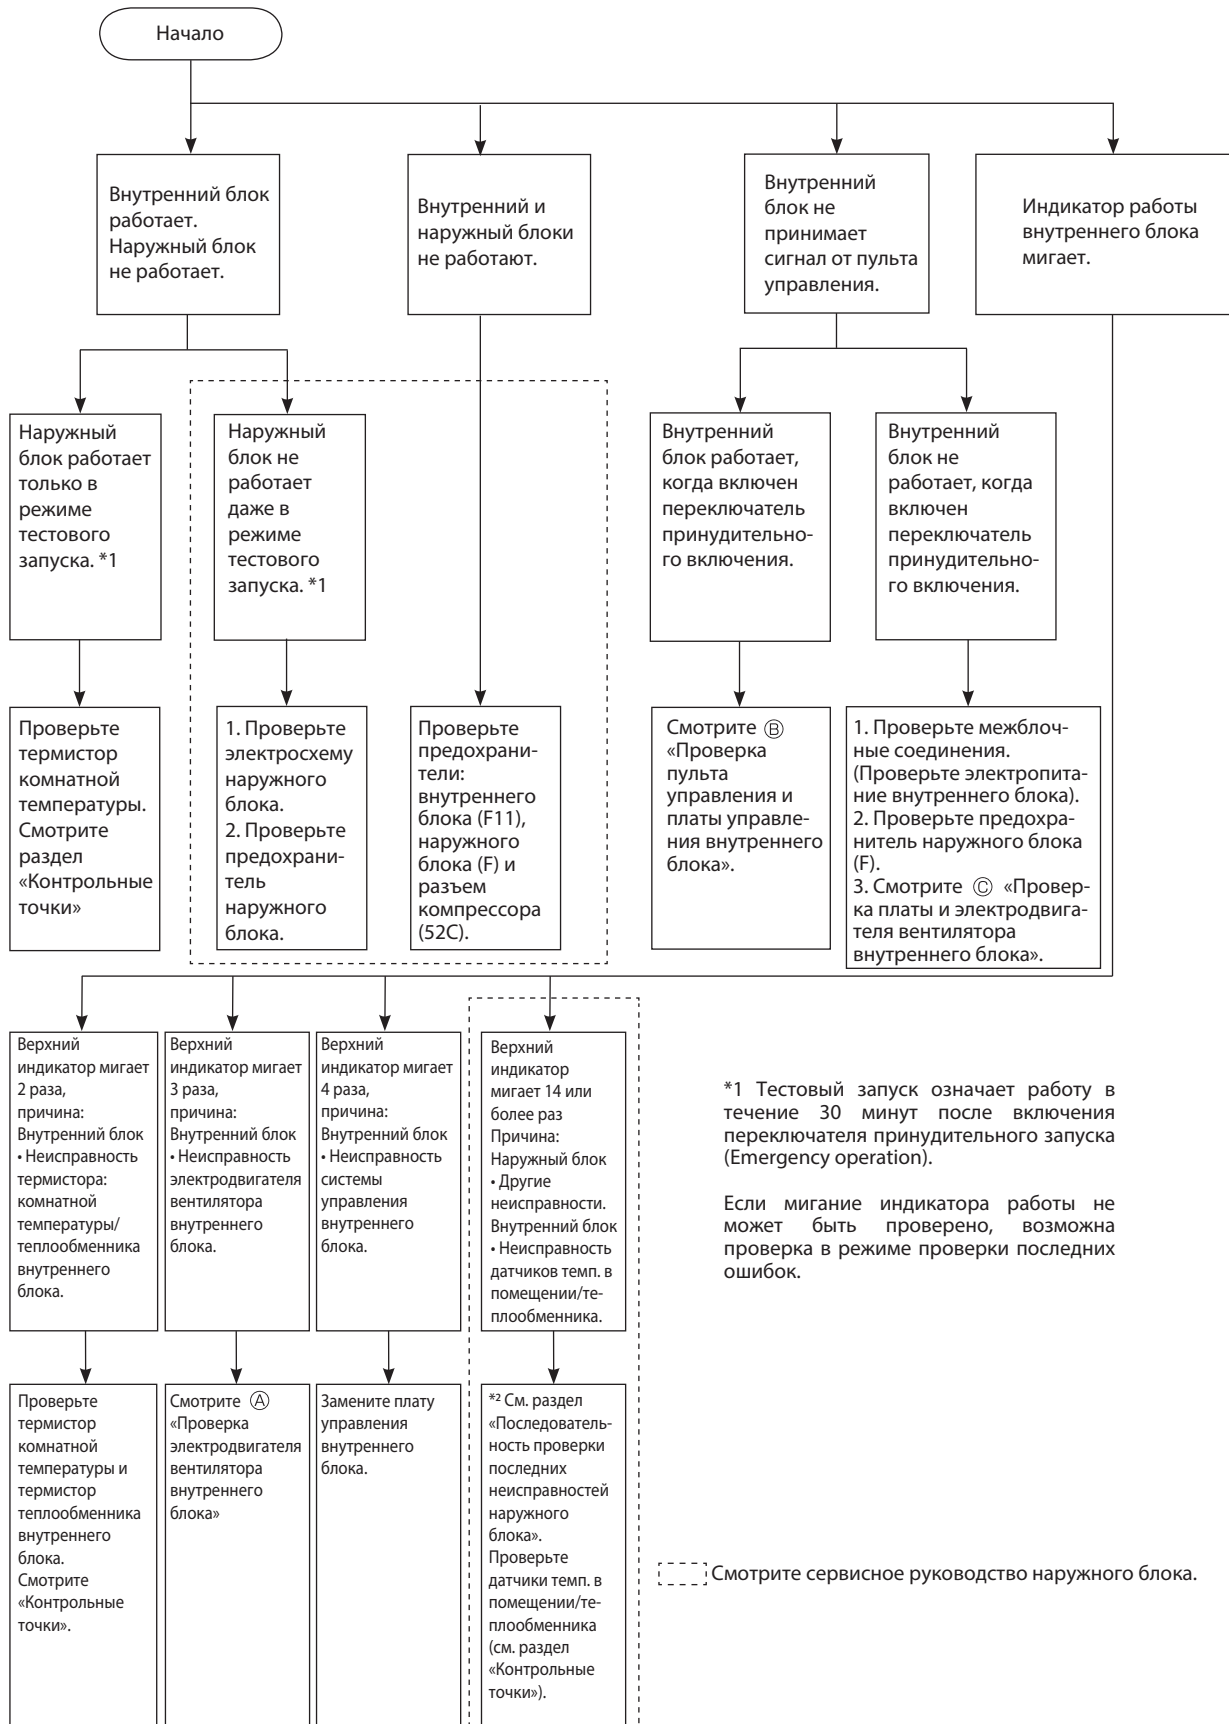 Начало
Внутренний блок
работает.
Наружный блок
не работает.
Внутренний и
наружный блоки
не работают.
Внутренний
блок не
принимает
сигнал от пульта
управления.
Индикатор работы
внутреннего блока
мигает.
Наружный
блок работает
только в
режиме
тестового
запуска. *1
Наружный
блок не
работает
даже в
режиме
тестового
запуска. *1
Внутренний
блок работает,
когда включен
переключатель
принудительно-
го включения.
Внутренний
блок не
работает, когда
включен
переключатель
принудительно-
го включения.
Проверьте
термистор
комнатной
температуры.
Смотрите
раздел
«Контрольные
точки»
1. Проверьте
электросхему
наружного
блока.
2. Проверьте
предохрани-
тель
наружного
блока.
Проверьте
предохрани-
тели:
внутреннего
блока (F11),
наружного
блока (F) и
разъем
компрессора
(52C).
Смотрите Ⓑ
«Проверка
пульта
управления и
платы управле-
ния внутреннего
блока».
1. Проверьте межблоч-
ные соединения.
(Проверьте электропита-
ние внутреннего блока).
2. Проверьте предохра-
нитель наружного блока
(F).
3. Смотрите Ⓒ «Провер-
ка платы и электродвига-
теля вентилятора
внутреннего блока».
Верхний
индикатор мигает
2 раза,
причина:
Внутренний блок
• Неисправность
термистора:
комнатной
температуры/
теплообменника
внутреннего
блока.
Верхний
индикатор мигает
3 раза,
причина:
Внутренний блок
• Неисправность
электродвигателя
вентилятора
внутреннего
блока.
Верхний
индикатор мигает
4 раза,
причина:
Внутренний блок
• Неисправность
системы
управления
внутреннего
блока.
Верхний
индикатор
мигает 14 или
более раз
Причина:
Наружный блок
• Другие
неисправности.
Внутренний блок
• Неисправность
датчиков темп. в
помещении/те-
плообменника.
*1 Тестовый запуск означает работу в
течение 30 минут после включения
переключателя принудительного запуска
(Emergency operation).
Если мигание индикатора работы не
может быть проверено, возможна
проверка в режиме проверки последних
ошибок.
Проверьте
термистор
комнатной
температуры и
термистор
теплообменника
внутреннего
блока.
Смотрите
«Контрольные
точки».
Смотрите Ⓐ
«Проверка
электродвигателя
вентилятора
внутреннего
блока»
Замените плату
управления
внутреннего
блока.
*2 См. раздел
«Последователь-
ность проверки
последних
неисправностей
наружного
блока».
Проверьте
датчики темп. в
помещении/те-
плообменника
(см. раздел
«Контрольные
точки»).
Смотрите сервисное руководство наружного блока.